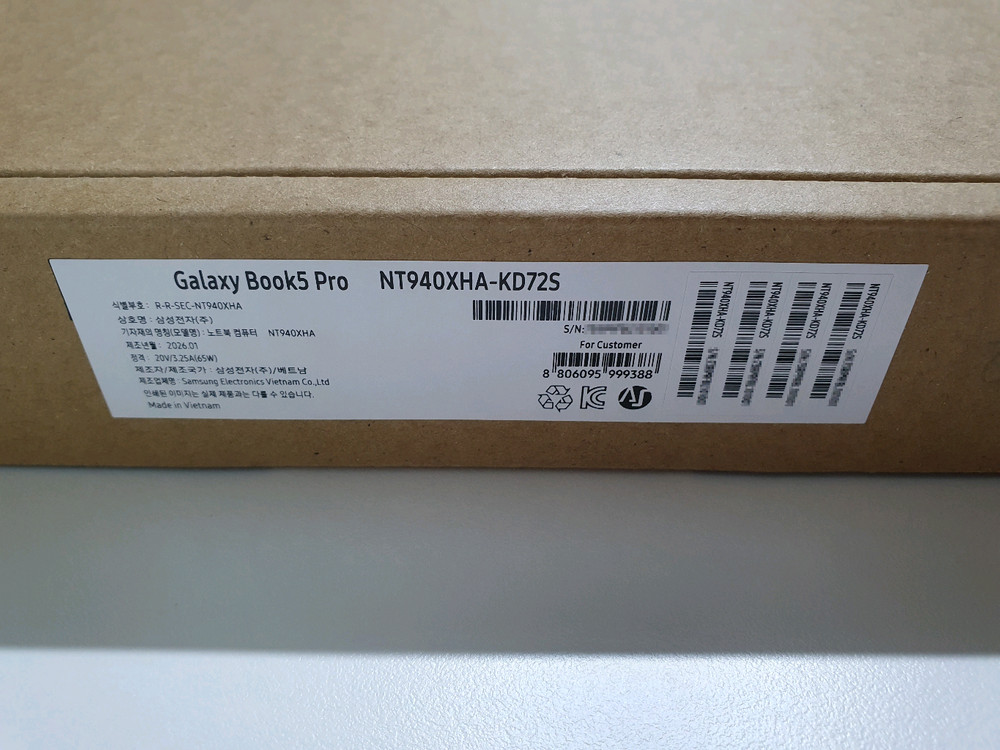 Galaxy Book5 Pro NT940XHA-KD72S
식별부호 : R-R-SEC-NT940XHA
상호명 : 삼성전자(주)
기자재의 명칭(모델명) : 노트북 컴퓨터 NT940XHA
제조년월 : 2026.01
정격 : 20V/3.25A(65W)
제조자/제조국가 : 삼성전자(주)/베트남
제조업체명 : Samsung Electronics Vietnam Co.,Ltd
인쇄된 이미지는 실제 제품과는 다를 수 있습니다.
Made in Vietnam
S/N:
For Customer
8 806095 999388
NT940XHA-KD72S
S/N:
NT940XHA-KD72S
S/N:
NT940XHA-KD72S
S/N:
NT940XHA-KD72S
S/N: